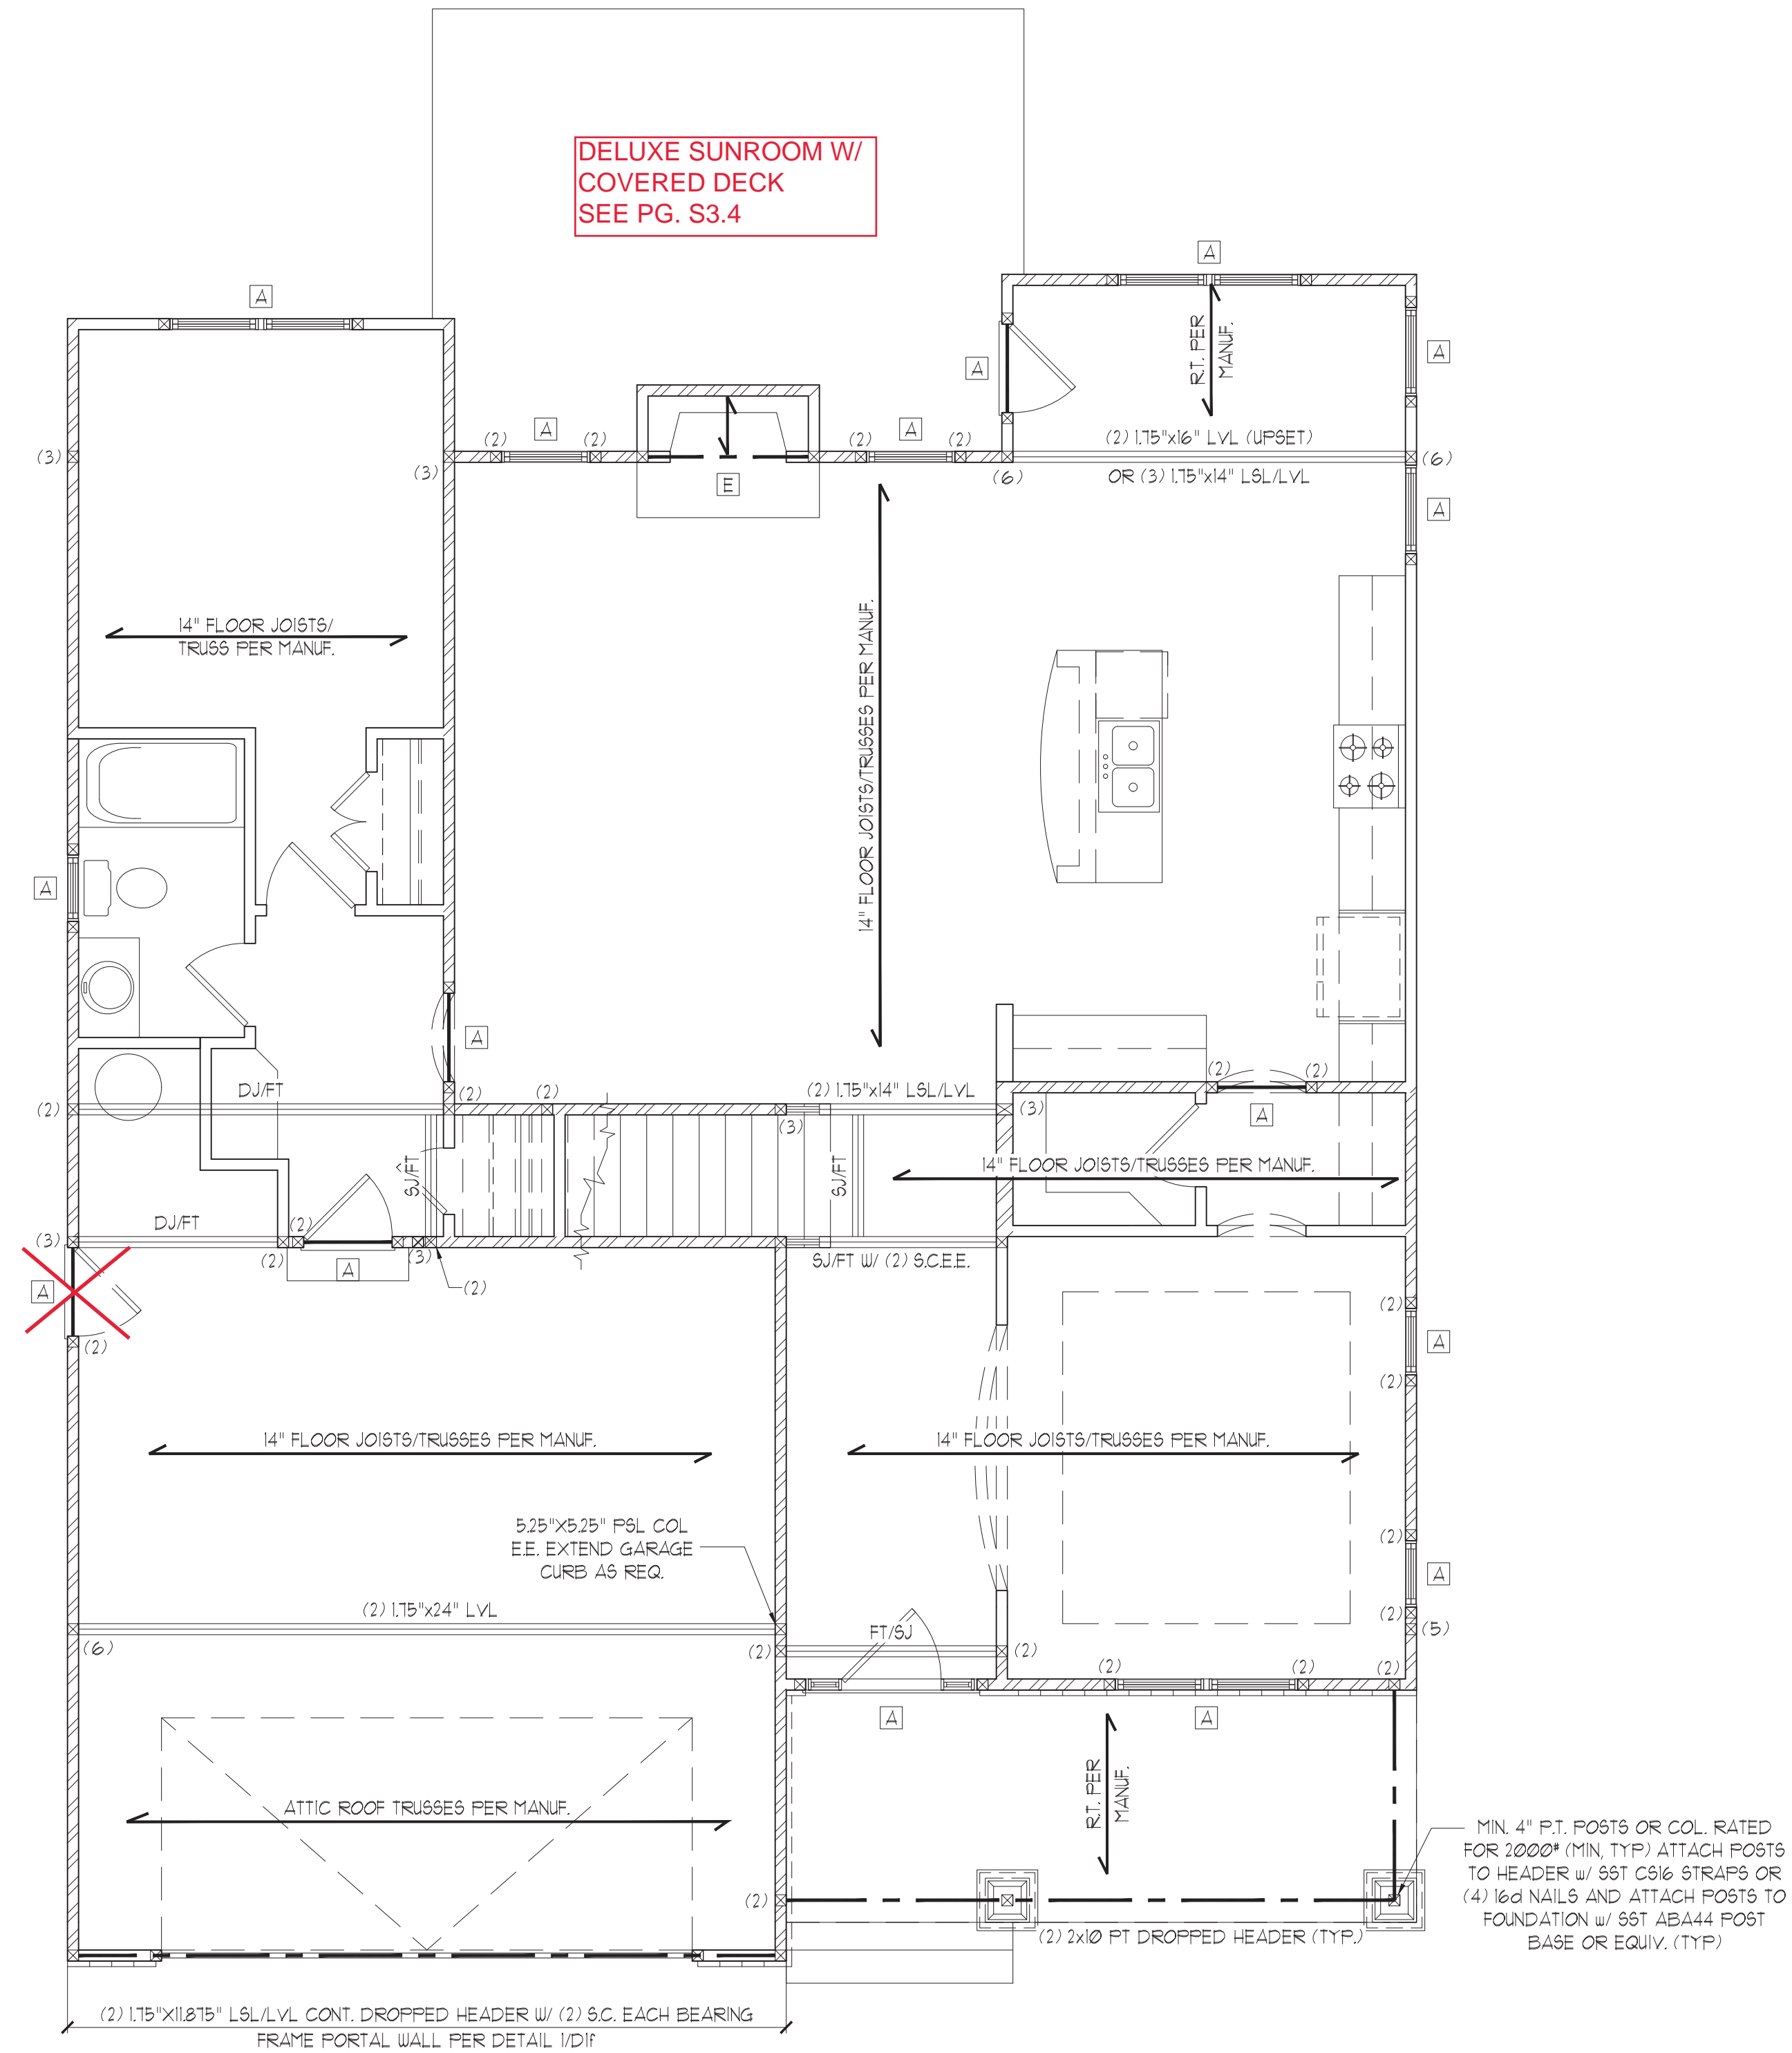 DELUXE SUNROOM W/
COVERED DECK
SEE PG. S3.4
A
A
R.T. PER
MANUF.
A
A
(2)
A
(2)
(2)
A
(2)
(2) 1.75"x16" LVL (UPSET)
(3)
(3)
E
(6)
OR (3) 1.75"x14" LSL/LVL
(6)
A
14" FLOOR JOISTS/
TRUSS PER MANUF.
14" FLOOR JOISTS/TRUSSES PER MANUF.
A
A
DJ/FT
(2)
(2)
(2) 1.75"x14" LSL/LVL
(2)
(2)
(2)
(3)
(3)
A
SJ/FT
SJ/FT
14" FLOOR JOISTS/TRUSSES PER MANUF.
DJ/FT
(2)
(3)
(2)
(3)
A
(2)
SJ/FT W/ (2) S.C.E.E.
A
(2)
(2)
A
(2)
14" FLOOR JOISTS/TRUSSES PER MANUF.
14" FLOOR JOISTS/TRUSSES PER MANUF.
5.25"X5.25" PSL COL
E.E. EXTEND GARAGE
CURB AS REQ.
(2)
A
(2) 1.75"x24" LVL
(6)
FT/SJ
(2)
(2)
(2)
(5)
(2)
(2)
(2)
A
A
R.T. PER
MANUF.
ATTIC ROOF TRUSSES PER MANUF.
(2)
MIN. 4" P.T. POSTS OR COL. RATED
FOR 2000# (MIN, TYP) ATTACH POSTS
TO HEADER w/ SST CS16 STRAPS OR
(4) 16d NAILS AND ATTACH POSTS TO
FOUNDATION w/ SST ABA44 POST
BASE OR EQUIV. (TYP)
(2) 2x10 PT DROPPED HEADER (TYP.)
(2) 1.75"X11.875" LSL/LVL CONT. DROPPED HEADER W/ (2) S.C. EACH BEARING
FRAME PORTAL WALL PER DETAIL 1/D1f